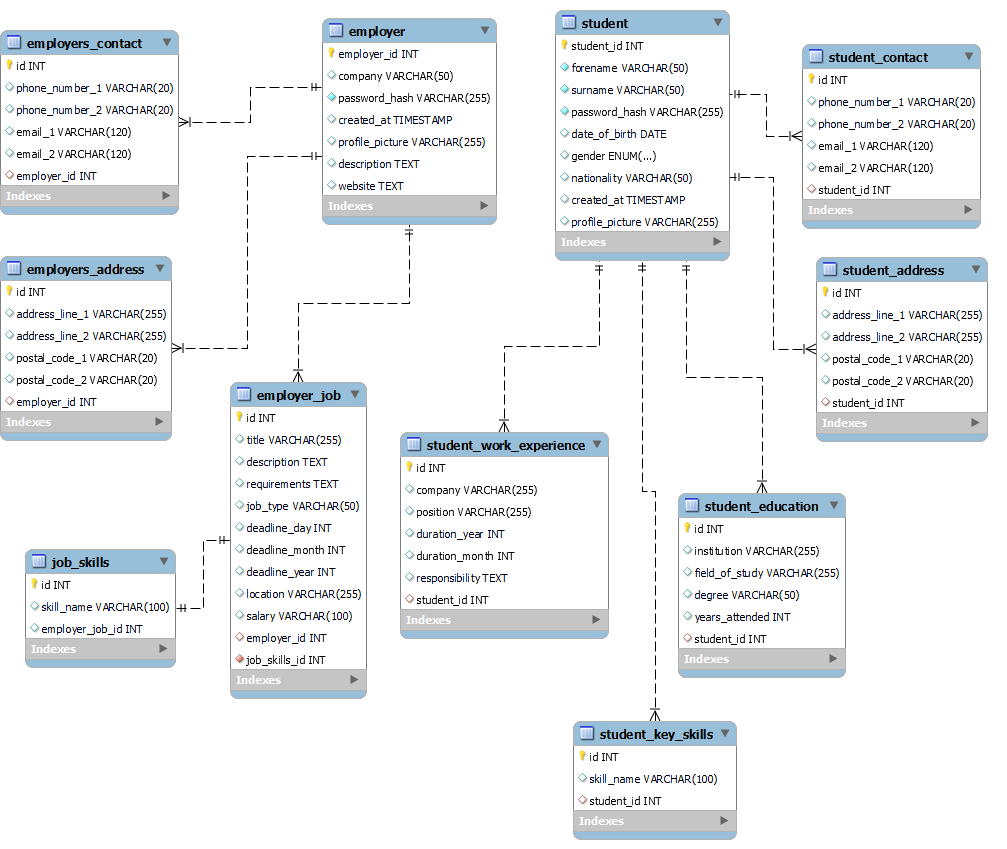 employers_contact
id INT
phone_number_1 VARCHAR(20)
phone_number_2 VARCHAR(20)
email_1 VARCHAR(120)
email_2 VARCHAR(120)
employer_id INT
Indexes
employer
employer_id INT
company VARCHAR(50)
password_hash VARCHAR(255)
created_at TIMESTAMP
profile_picture VARCHAR(255)
description TEXT
website TEXT
Indexes
student
student_id INT
forename VARCHAR(50)
surname VARCHAR(50)
password_hash VARCHAR(255)
date_of_birth DATE
gender ENUM(...)
nationality VARCHAR(50)
created_at TIMESTAMP
profile_picture VARCHAR(255)
Indexes
student_contact
id INT
phone_number_1 VARCHAR(20)
phone_number_2 VARCHAR(20)
email_1 VARCHAR(120)
email_2 VARCHAR(120)
student_id INT
Indexes
employers_address
id INT
address_line_1 VARCHAR(255)
address_line_2 VARCHAR(255)
postal_code_1 VARCHAR(20)
postal_code_2 VARCHAR(20)
employer_id INT
Indexes
student_address
id INT
address_line_1 VARCHAR(255)
address_line_2 VARCHAR(255)
postal_code_1 VARCHAR(20)
postal_code_2 VARCHAR(20)
student_id INT
Indexes
employer_job
id INT
title VARCHAR(255)
description TEXT
requirements TEXT
job_type VARCHAR(50)
deadline_day INT
deadline_month INT
deadline_year INT
location VARCHAR(255)
salary VARCHAR(100)
employer_id INT
job_skills_id INT
Indexes
student_work_experience
id INT
company VARCHAR(255)
position VARCHAR(255)
duration_year INT
duration_month INT
responsibility TEXT
student_id INT
Indexes
student_education
id INT
institution VARCHAR(255)
field_of_study VARCHAR(255)
degree VARCHAR(50)
years_attended INT
student_id INT
Indexes
job_skills
id INT
skill_name VARCHAR(100)
employer_job_id INT
Indexes
student_key_skills
id INT
skill_name VARCHAR(100)
student_id INT
Indexes